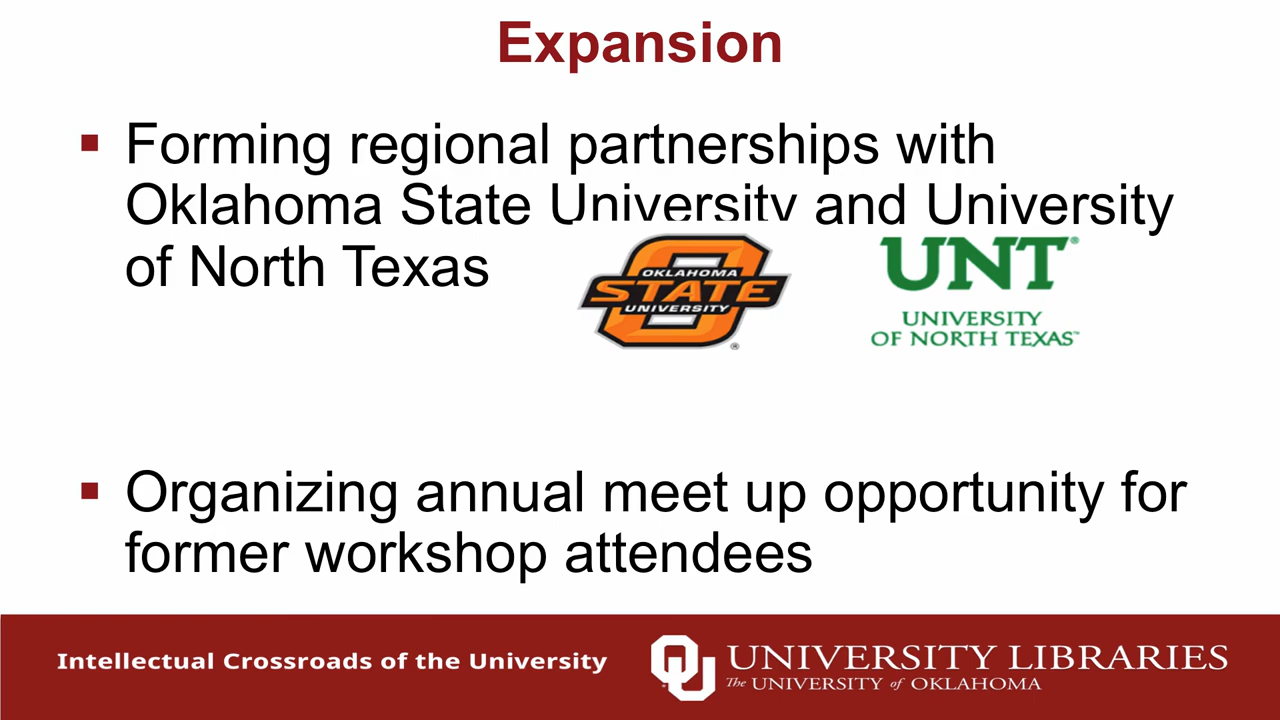 Expansion
▪ Forming regional partnerships with
Oklahoma State University and University
of North Texas
OKLAHOMA
STATE
UNIVERSITY
®
UNT®
UNIVERSITY
OF NORTH TEXAS™
▪ Organizing annual meet up opportunity for
former workshop attendees
Intellectual Crossroads of the University
OU
UNIVERSITY LIBRARIES
The UNIVERSITY of OKLAHOMA